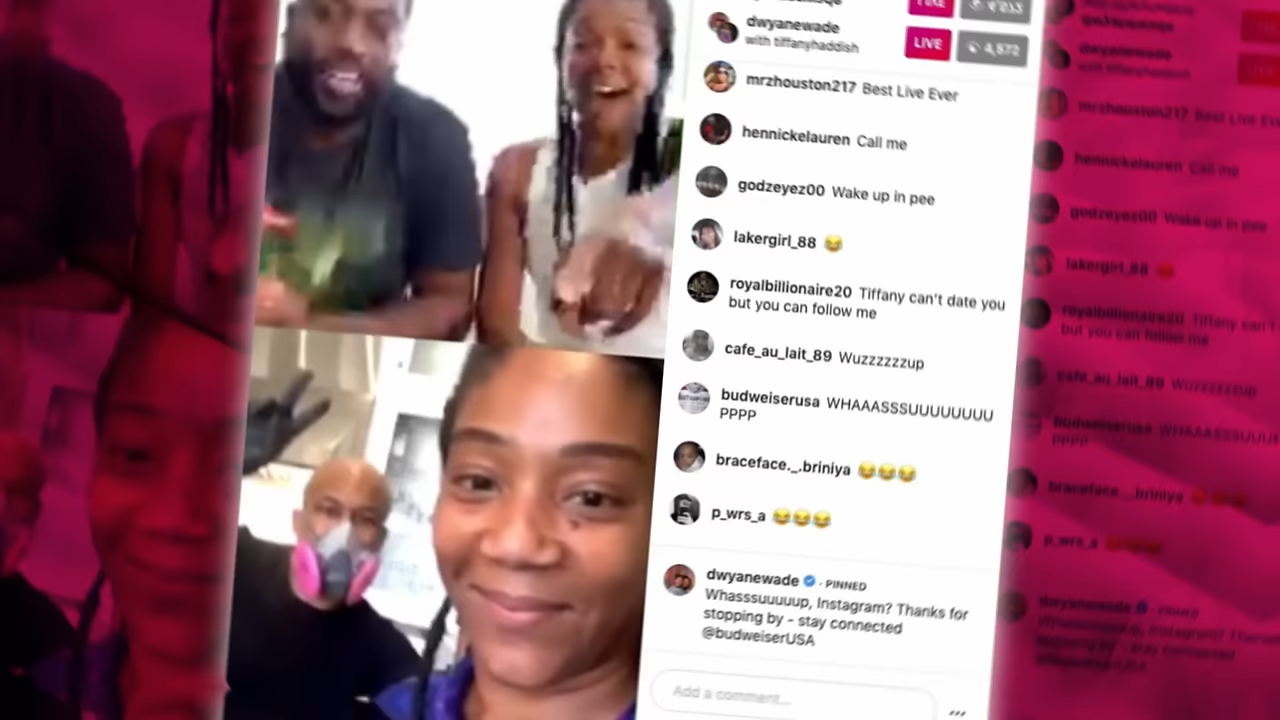 dwyanewade
with tiffanyhaddish
LIVE
4,872
mrzhouston217 Best Live Ever
hennickelauren Call me
godzeyez00 Wake up in pee
lakergirl_88 😂
royalbillionaire20 Tiffany can't date you
but you can follow me
cafe_au_lait_89 Wuzzzzzup
budweiserusa WHAAASSSUUUUUUUU
PPPP
braceface._.briniya 😂😂😂
p_wrs_a 😂😂😂
dwyanewade · PINNED
Whasssuuuuup, Instagram? Thanks for
stopping by - stay connected
@budweiserUSA
Add a comment...